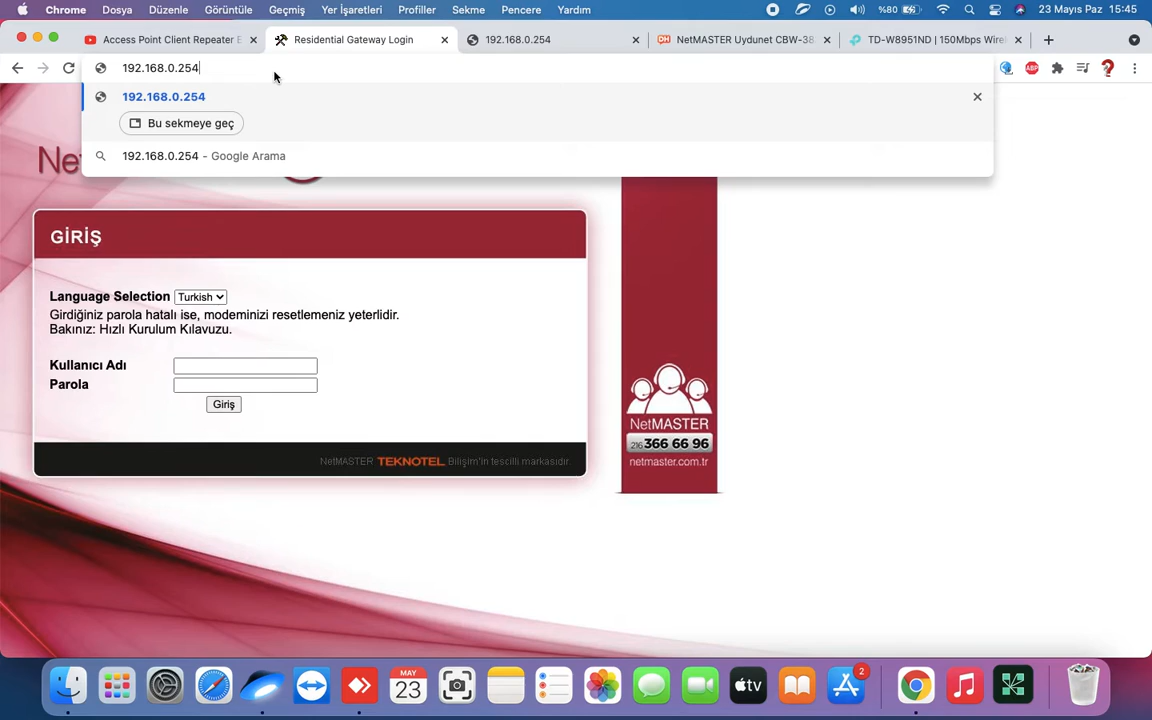 Chrome Dosya Düzenle Görüntüle Geçmiş Yer İşaretleri Profiller Sekme Pencere Yardım %80 23 Mayıs Paz 15:45
Access Point Client Repeater
Residential Gateway Login
192.168.0.254
NetMASTER Uydunet CBW-38
TD-W8951ND | 150Mbps Wire
192.168.0.254
ABP
192.168.0.254
Bu sekmeye geç
192.168.0.254 - Google Arama
GİRİŞ
Language Selection Turkish
Girdiğiniz parola hatalı ise, modeminizi resetlemeniz yeterlidir.
Bakınız: Hızlı Kurulum Kılavuzu.
Kullanıcı Adı
Parola
Giriş
NetMASTER TEKNOTEL Bilişim'in tescilli markasıdır.
NetMASTER
216 366 66 96
netmaster.com.tr
MAY
23
tv
2